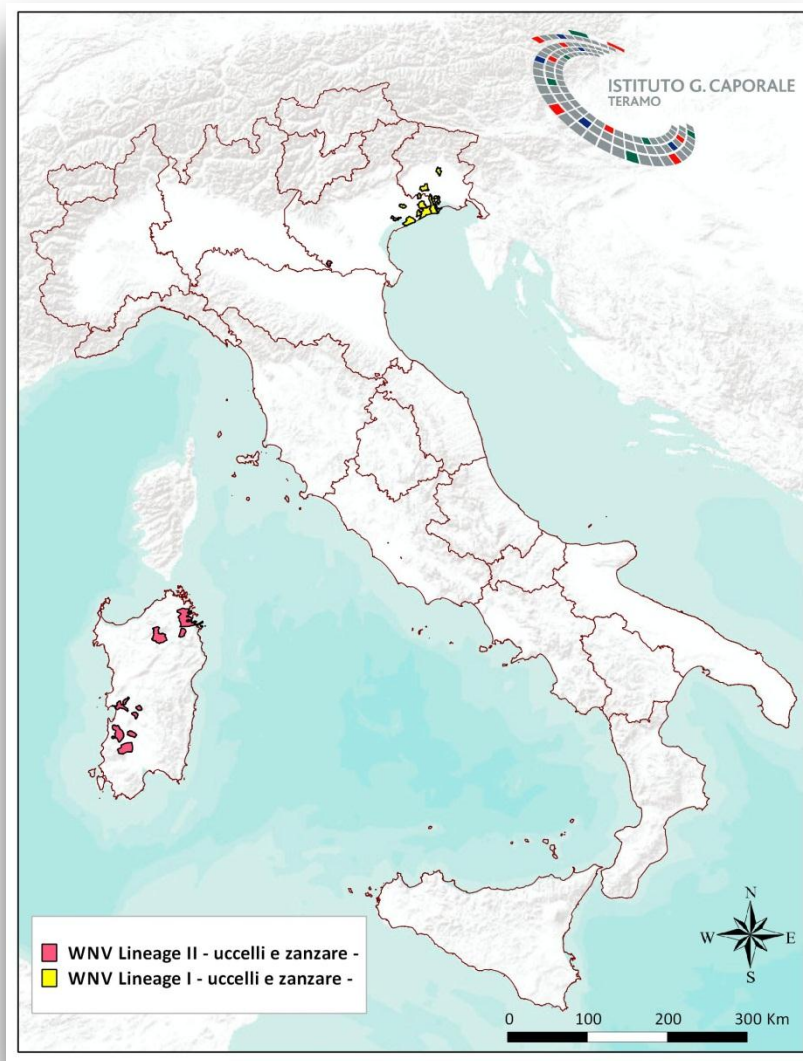 ISTITUTO G. CAPORALE
TERAMO
WNV Lineage II - uccelli e zanzare -
WNV Lineage I - uccelli e zanzare -
N
W E
S
0 100 200 300 Km